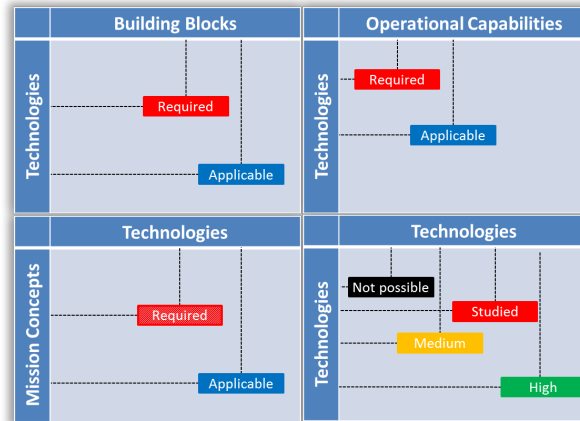 Building Blocks
Technologies
Required
Applicable
Operational Capabilities
Technologies
Required
Applicable
Technologies
Mission Concepts
Required
Applicable
Technologies
Technologies
Not possible
Studied
Medium
High